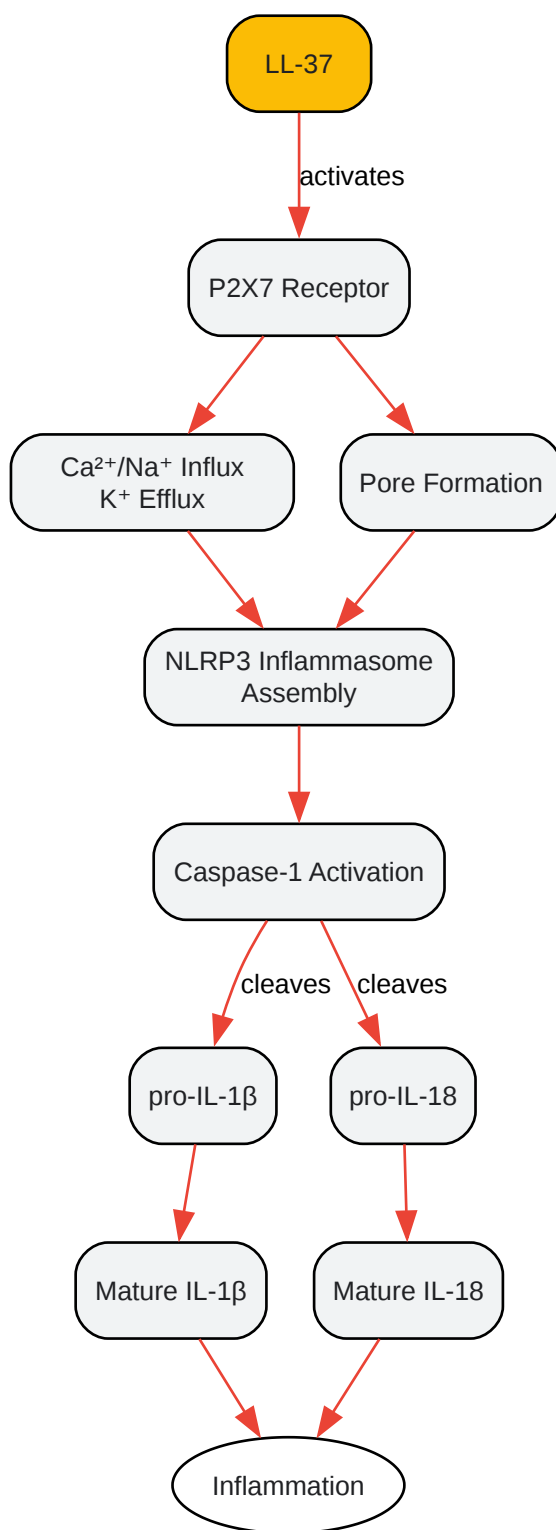 LL-37
activates
P2X7 Receptor
Ca²⁺/Na⁺ Influx
K⁺ Efflux
Pore Formation
NLRP3 Inflammasome
Assembly
Caspase-1 Activation
cleaves
cleaves
pro-IL-1β
pro-IL-18
Mature IL-1β
Mature IL-18
Inflammation